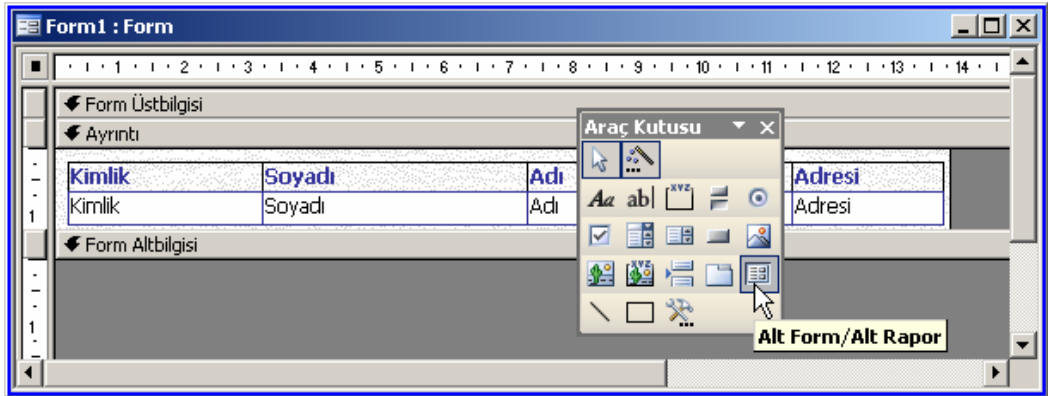 Form1 : Form
1 2 3 4 5 6 7 8 9 10 11 12 13 14
Form Üstbilgisi
Ayrıntı
Araç Kutusu
Kimlik Soyadı Adı Adresi
Kimlik Soyadı Adı Adresi
Aa ab| XYZ
1
Form Altbilgisi
XYZ
1
Alt Form/Alt Rapor